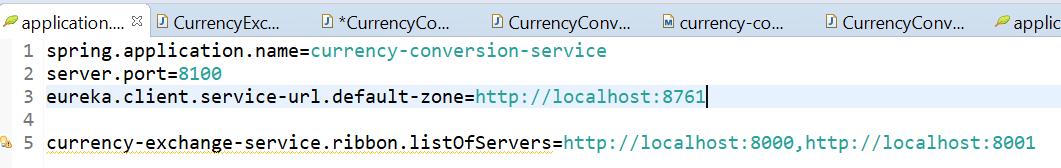 application.... CurrencyExc... *CurrencyCo... CurrencyConv... currency-co... CurrencyConv... applic
1 spring.application.name=currency-conversion-service
2 server.port=8100
3 eureka.client.service-url.default-zone=http://localhost:8761
4
5 currency-exchange-service.ribbon.listOfServers=http://localhost:8000,http://localhost:8001